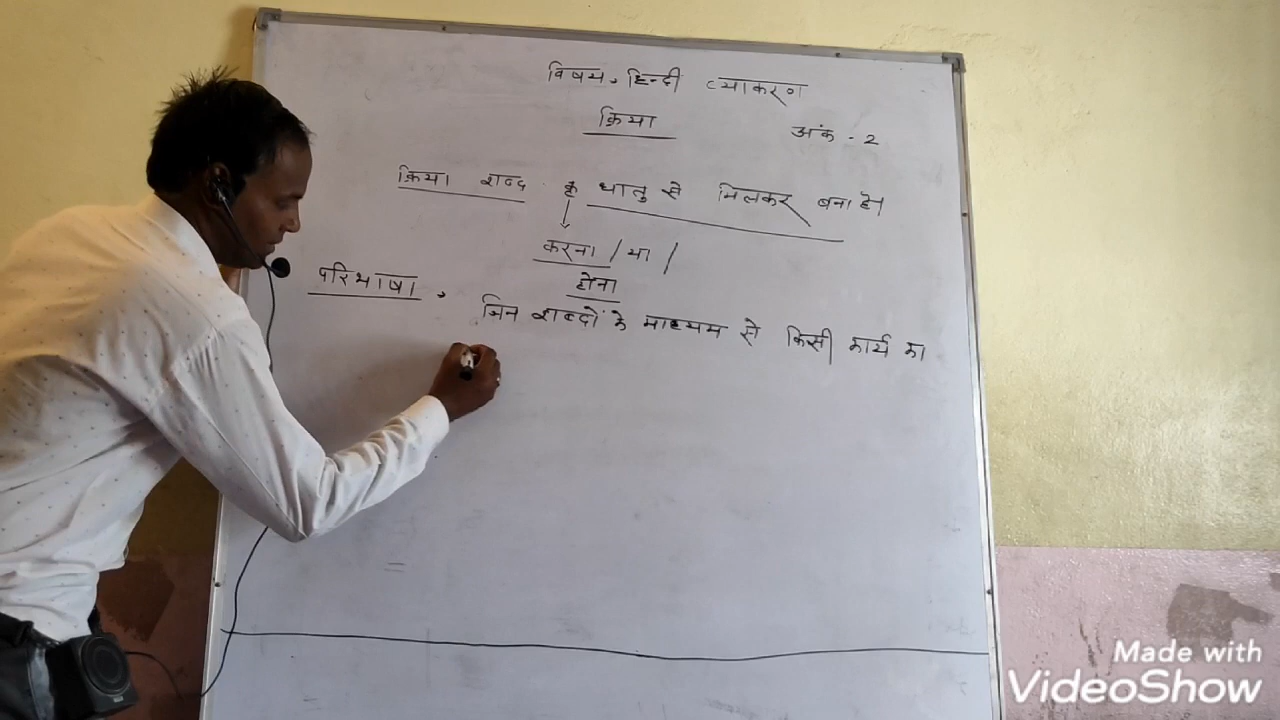 विषय, हिन्दी व्याकरण
क्रिया
अंक - 2
क्रिया शब्द कृ धातु से मिलकर बना है।
करना / या /
होना
परिभाषा,
जिन शब्दों के माध्यम से किसी कार्य का
Made with
VideoShow